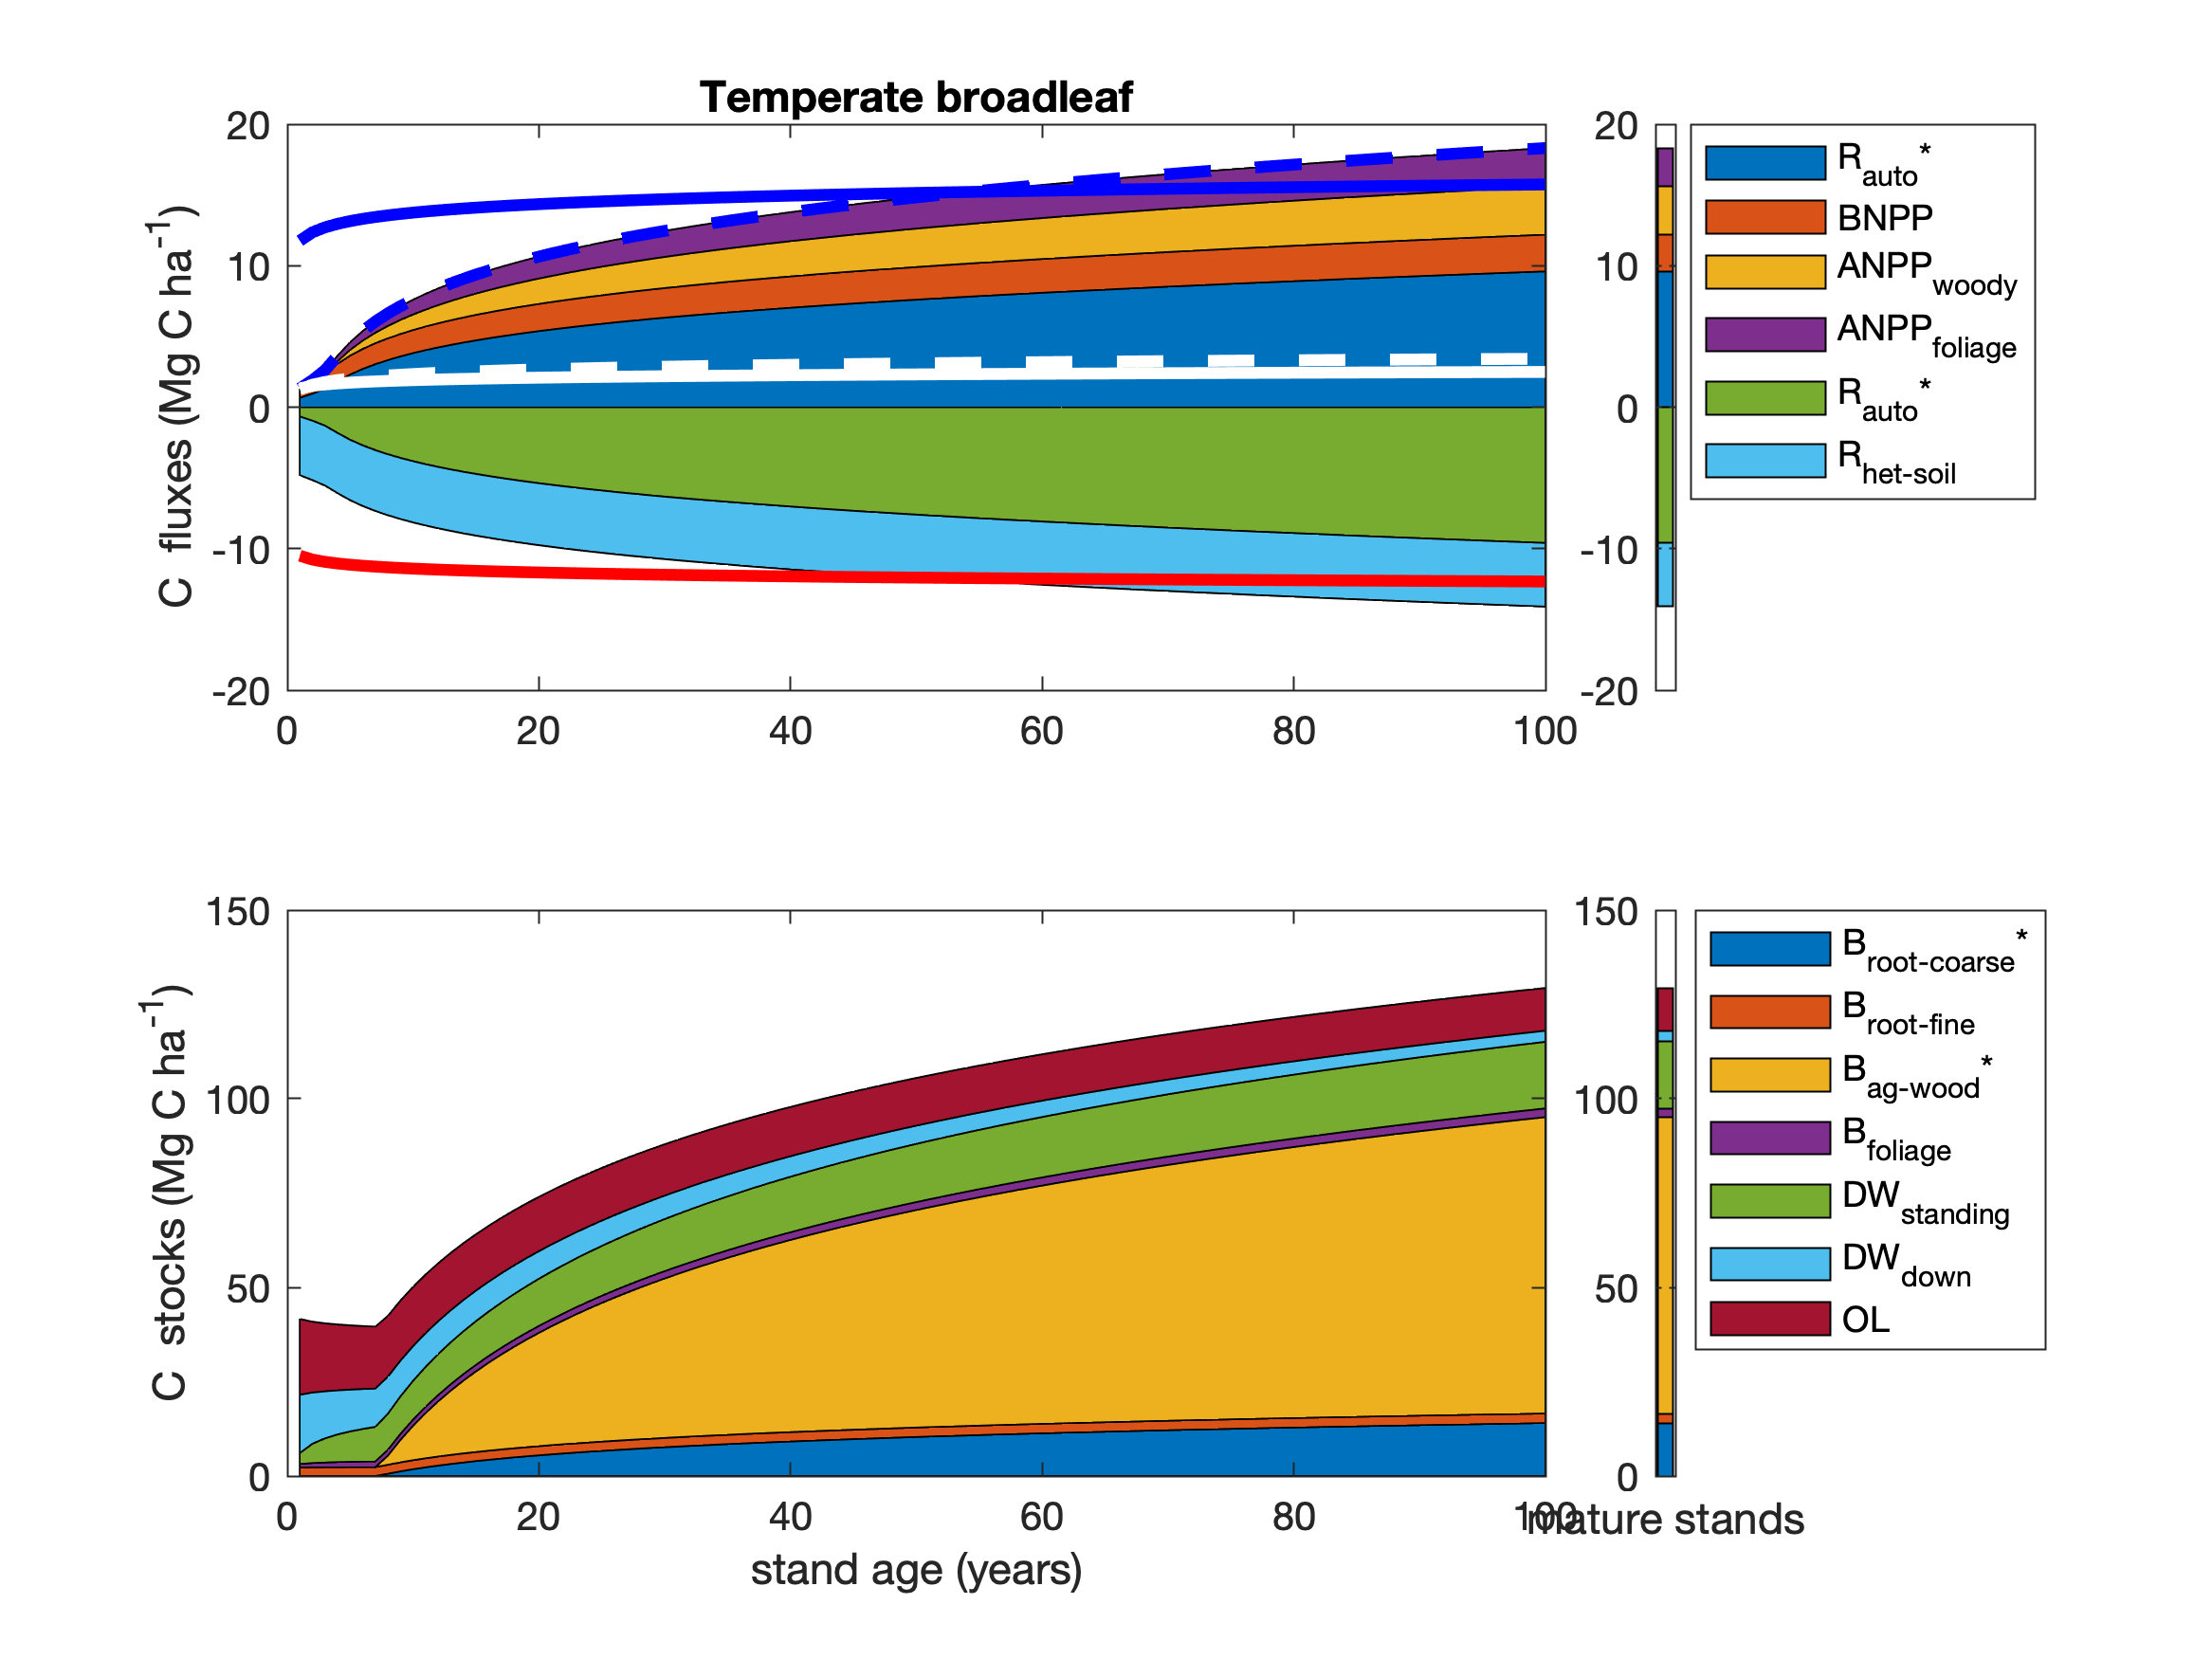 Temperate broadleaf
C fluxes (Mg C ha-1)
20
10
0
-10
-20
0 20 40 60 80 100
20
10
0
-10
-20
Rauto*
BNPP
ANPPwoody
ANPPfoliage
Rauto*
Rhet-soil
C stocks (Mg C ha-1)
150
100
50
0
0 20 40 60 80 100
stand age (years)
150
100
50
0
mature stands
Broot-coarse*
Broot-fine
Bag-wood*
Bfoliage
DWstanding
DWdown
OL